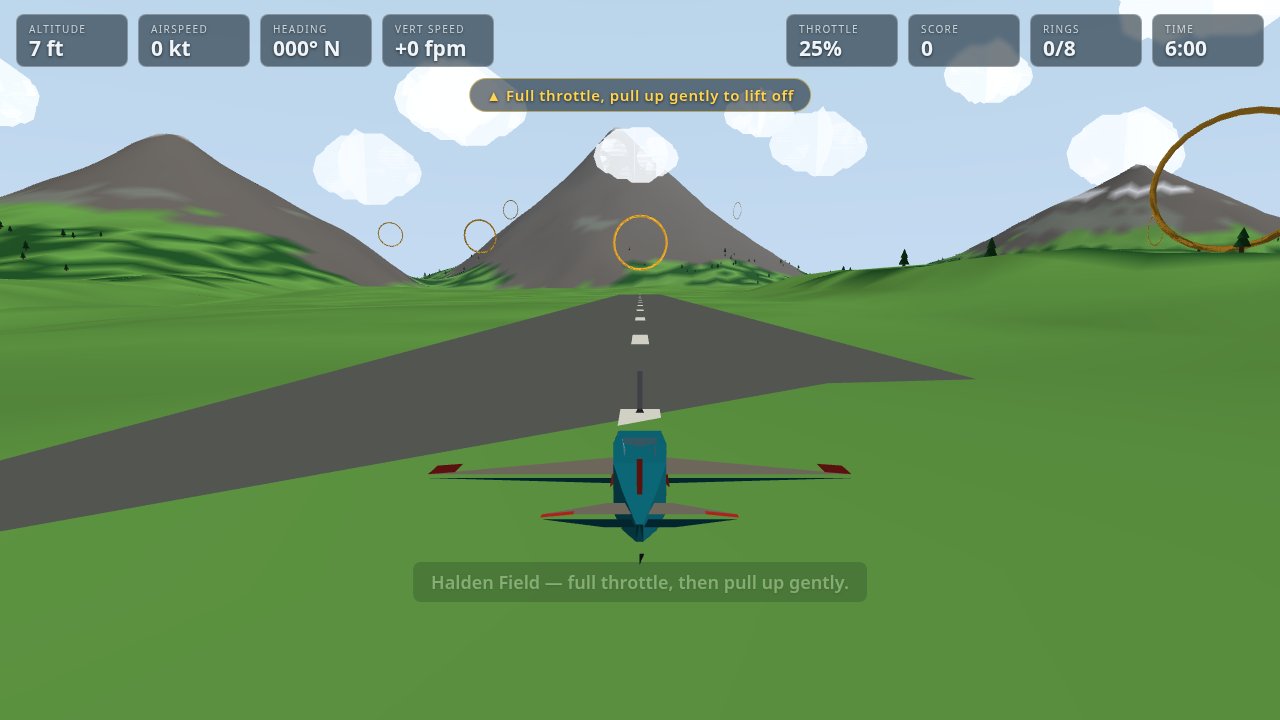 ALTITUDE
7 ft
AIRSPEED
0 kt
HEADING
000° N
VERT SPEED
+0 fpm
THROTTLE
25%
SCORE
0
RINGS
0/8
TIME
6:00
▲ Full throttle, pull up gently to lift off
Halden Field — full throttle, then pull up gently.